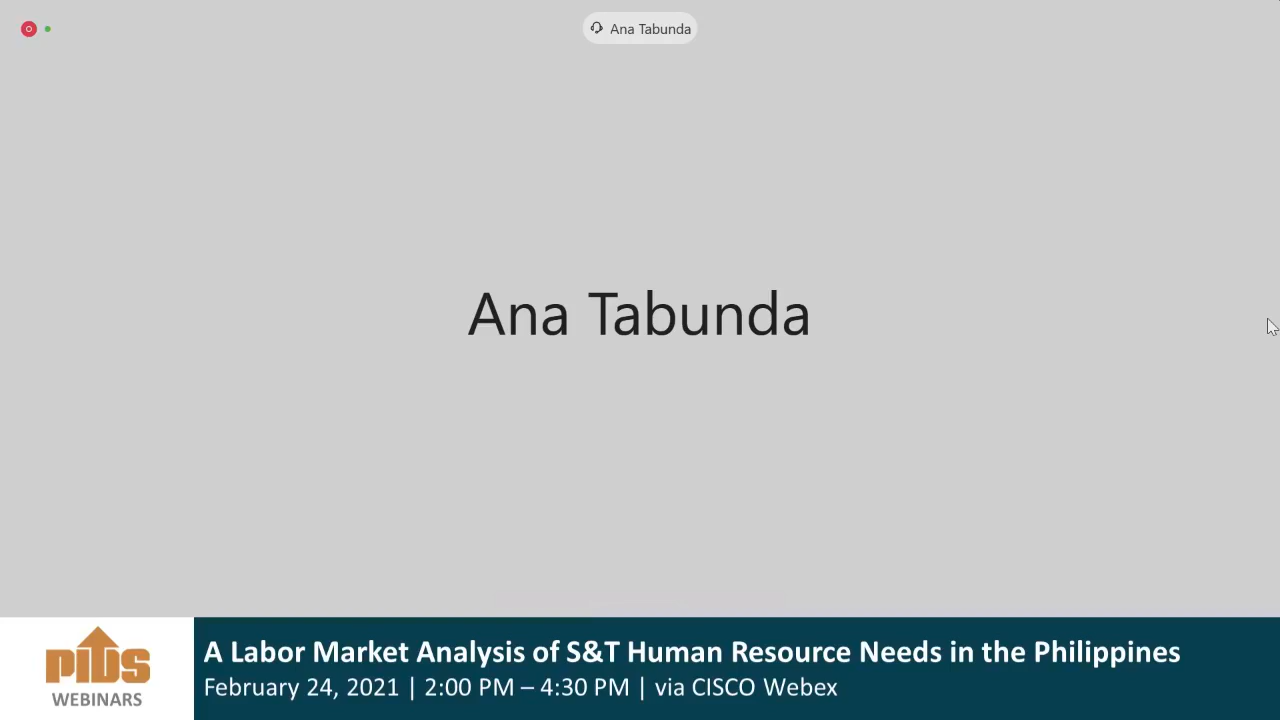 Ana Tabunda
Ana Tabunda
pids
WEBINARS
A Labor Market Analysis of S&T Human Resource Needs in the Philippines
February 24, 2021 | 2:00 PM – 4:30 PM | via CISCO Webex